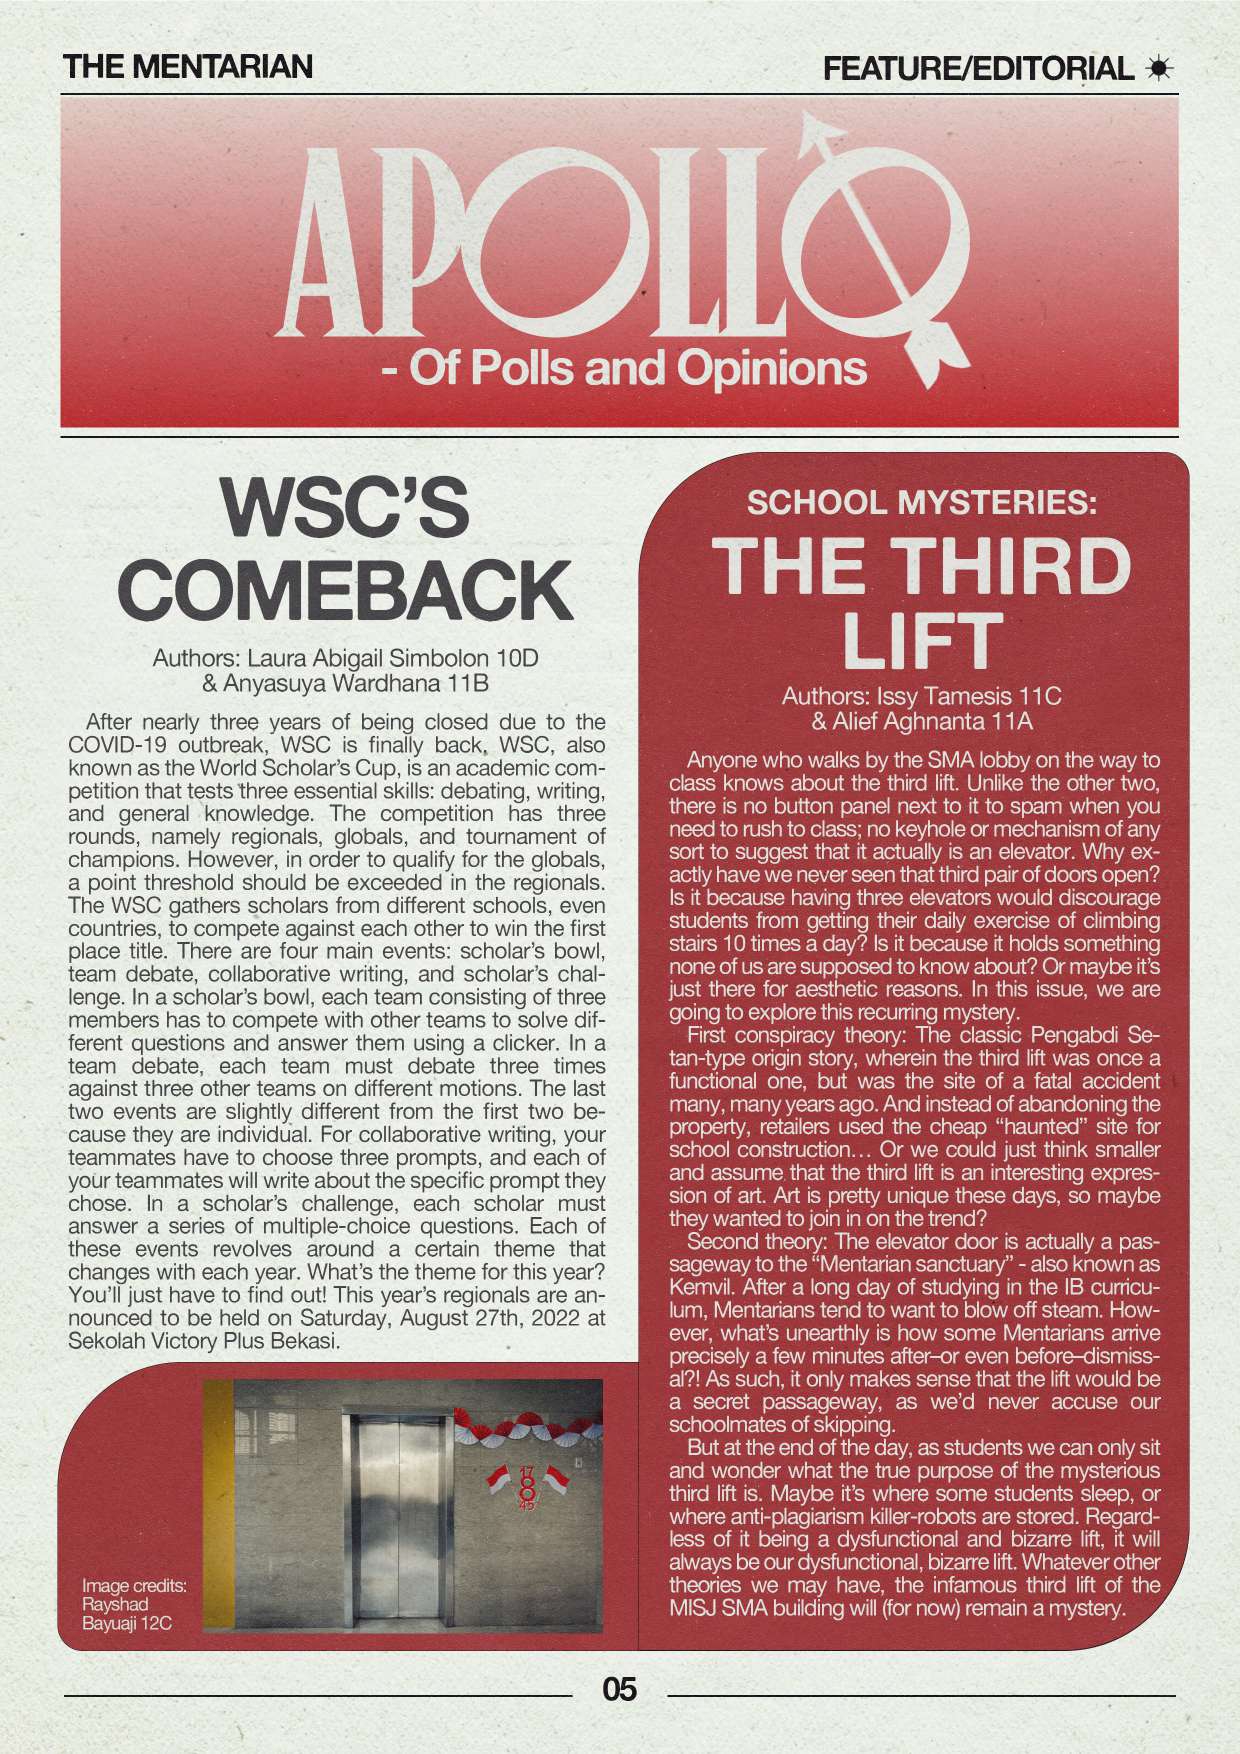 THE MENTARIAN
FEATURE/EDITORIAL
APOLLO
- Of Polls and Opinions
WSC'S
COMEBACK
Authors: Laura Abigail Simbolon 10D
& Anyasuya Wardhana 11B
After nearly three years of being closed due to the
COVID-19 outbreak, WSC is finally back. WSC, also
known as the World Scholar's Cup, is an academic com-
petition that tests three essential skills: debating, writing,
and general knowledge. The competition has three
rounds, namely regionals, globals, and tournament of
champions. However, in order to qualify for the globals,
a point threshold should be exceeded in the regionals.
The WSC gathers scholars from different schools, even
countries, to compete against each other to win the first
place title. There are four main events: scholar's bowl,
team debate, collaborative writing, and scholar's chal-
lenge. In a scholar's bowl, each team consisting of three
members has to compete with other teams to solve dif-
ferent questions and answer them using a clicker. In a
team debate, each team must debate three times
against three other teams on different motions. The last
two events are slightly different from the first two be-
cause they are individual. For collaborative writing, your
teammates have to choose three prompts, and each of
your teammates will write about the specific prompt they
chose. In a scholar's challenge, each scholar must
answer a series of multiple-choice questions. Each of
these events revolves around a certain theme that
changes with each year. What's the theme for this year?
You'll just have to find out! This year's regionals are an-
nounced to be held on Saturday, August 27th, 2022 at
Sekolah Victory Plus Bekasi.
SCHOOL MYSTERIES:
THE THIRD
LIFT
Authors: Issy Tamesis 11C
& Alief Aghnanta 11A
Anyone who walks by the SMA lobby on the way to
class knows about the third lift. Unlike the other two,
there is no button panel next to it to spam when you
need to rush to class; no keyhole or mechanism of any
sort to suggest that it actually is an elevator. Why ex-
actly have we never seen that third pair of doors open?
Is it because having three elevators would discourage
students from getting their daily exercise of climbing
stairs 10 times a day? Is it because it holds something
none of us are supposed to know about? Or maybe it's
just there for aesthetic reasons. In this issue, we are
going to explore this recurring mystery.
First conspiracy theory: The classic Pengabdi Se-
tan-type origin story, wherein the third lift was once a
functional one, but was the site of a fatal accident
many, many years ago. And instead of abandoning the
property, retailers used the cheap “haunted” site for
school construction… Or we could just think smaller
and assume that the third lift is an interesting expres-
sion of art. Art is pretty unique these days, so maybe
they wanted to join in on the trend?
Second theory: The elevator door is actually a pas-
sageway to the “Mentarian sanctuary” - also known as
Kemvil. After a long day of studying in the IB curricu-
lum, Mentarians tend to want to blow off steam. How-
ever, what's unearthly is how some Mentarians arrive
precisely a few minutes after–or even before–dismiss-
al?! As such, it only makes sense that the lift would be
a secret passageway, as we'd never accuse our
schoolmates of skipping.
But at the end of the day, as students we can only sit
and wonder what the true purpose of the mysterious
third lift is. Maybe it's where some students sleep, or
where anti-plagiarism killer-robots are stored. Regard-
less of it being a dysfunctional and bizarre lift, it will
always be our dysfunctional, bizarre lift. Whatever other
theories we may have, the infamous third lift of the
MISJ SMA building will (for now) remain a mystery.
17
8
45
Image credits:
Rayshad
Bayuaji 12C
05